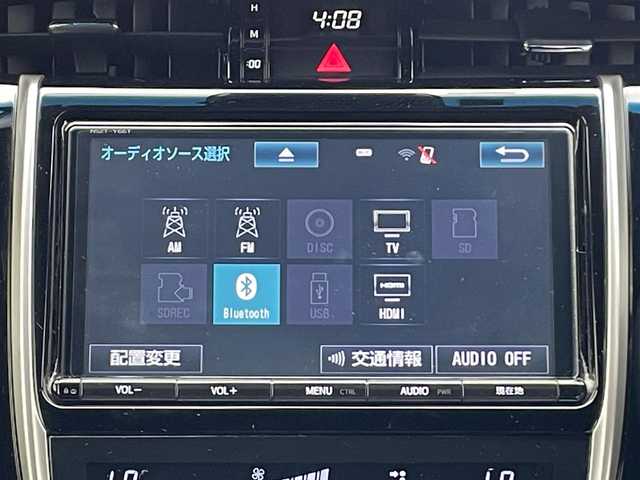 H
M
:00
4:08
オーディオソース選択
AM
FM
DISC
TV
SD
SDREC
Bluetooth
USB
HDMI
HDMI
配置変更
交通情報
AUDIO OFF
VOL−
VOL+
MENU CTRL
AUDIO PWR
現在地